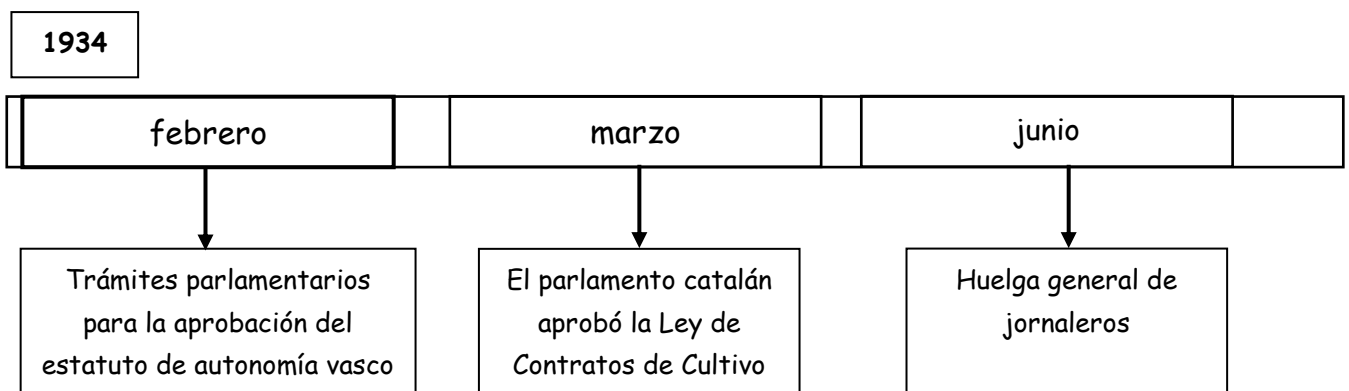 1934
febrero
marzo
junio
Trámites parlamentarios
para la aprobación del
estatuto de autonomía vasco
El parlamento catalán
aprobó la Ley de
Contratos de Cultivo
Huelga general de
jornaleros